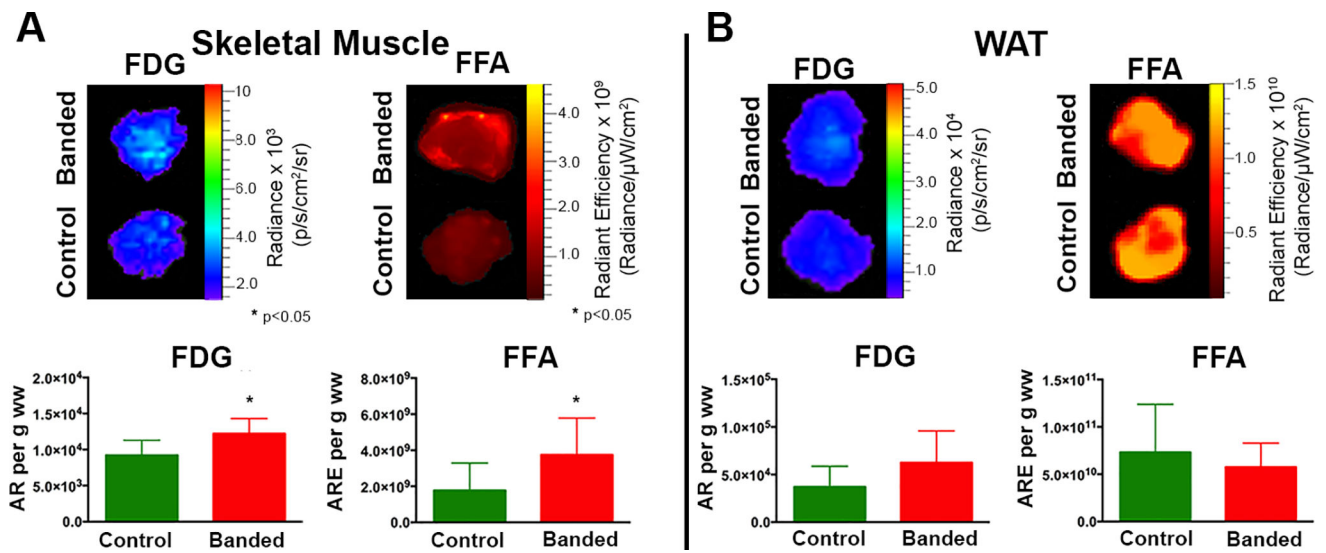 A
Skeletal Muscle
FDG
FFA
Banded
Control
10
8.0
6.0
4.0
2.0
Radiance x 10³
(p/s/cm²/sr)
* p<0.05
4.0
3.0
2.0
1.0
Radiant Efficiency x 10⁹
(Radiance/µW/cm²)
* p<0.05
FDG
AR per g ww
2.0×10⁴
1.5×10⁴
1.0×10⁴
5.0×10³
0.0
*
Control Banded
FFA
ARE per g ww
8.0×10⁹
6.0×10⁹
4.0×10⁹
2.0×10⁹
0.0
*
Control Banded
B
WAT
FDG
FFA
Control Banded
5.0
4.0
3.0
2.0
1.0
Radiance x 10⁴
(p/s/cm²/sr)
Control Banded
1.5
1.0
0.5
Radiant Efficiency x 10¹⁰
(Radiance/µW/cm²)
FDG
AR per g ww
1.5×10⁵
1.0×10⁵
5.0×10⁴
0.0
Control Banded
FFA
ARE per g ww
1.5×10¹¹
1.0×10¹¹
5.0×10¹⁰
0.0
Control Banded